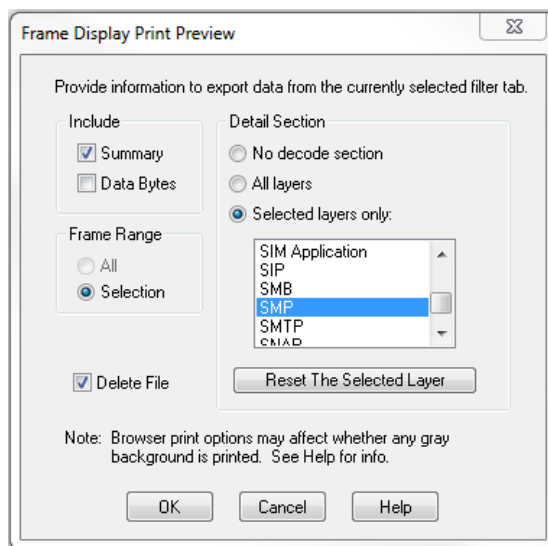 Frame Display Print Preview
Provide information to export data from the currently selected filter tab.
Include
Summary
Data Bytes
Frame Range
All
Selection
Delete File
Detail Section
No decode section
All layers
Selected layers only:
SIM Application
SIP
SMB
SMP
SMTP
SNAP
Reset The Selected Layer
Note: Browser print options may affect whether any gray
background is printed. See Help for info.
OK
Cancel
Help